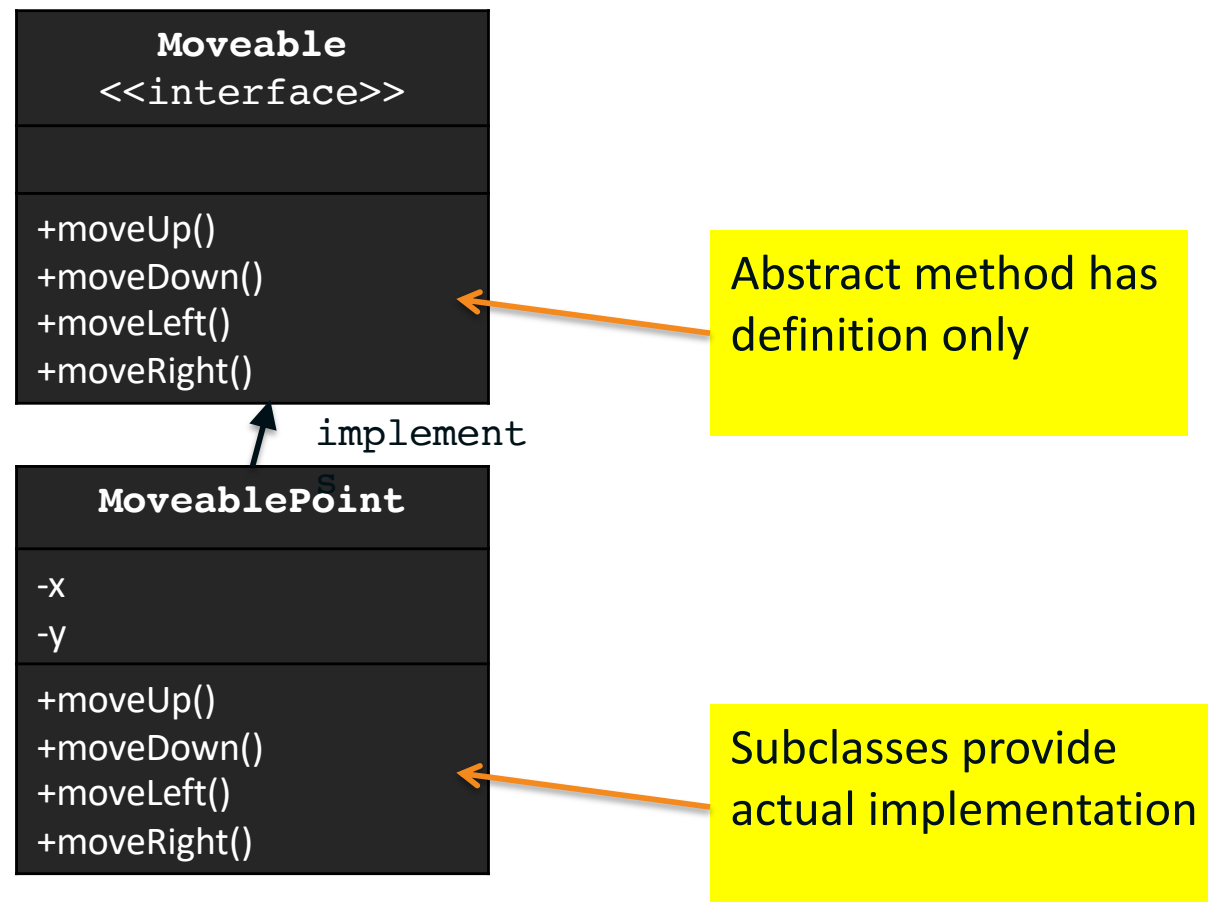 Moveable
<<interface>>
+moveUp()
+moveDown()
+moveLeft()
+moveRight()
Abstract method has
definition only
implement
s
MoveablePoint
-x
-y
+moveUp()
+moveDown()
+moveLeft()
+moveRight()
Subclasses provide
actual implementation